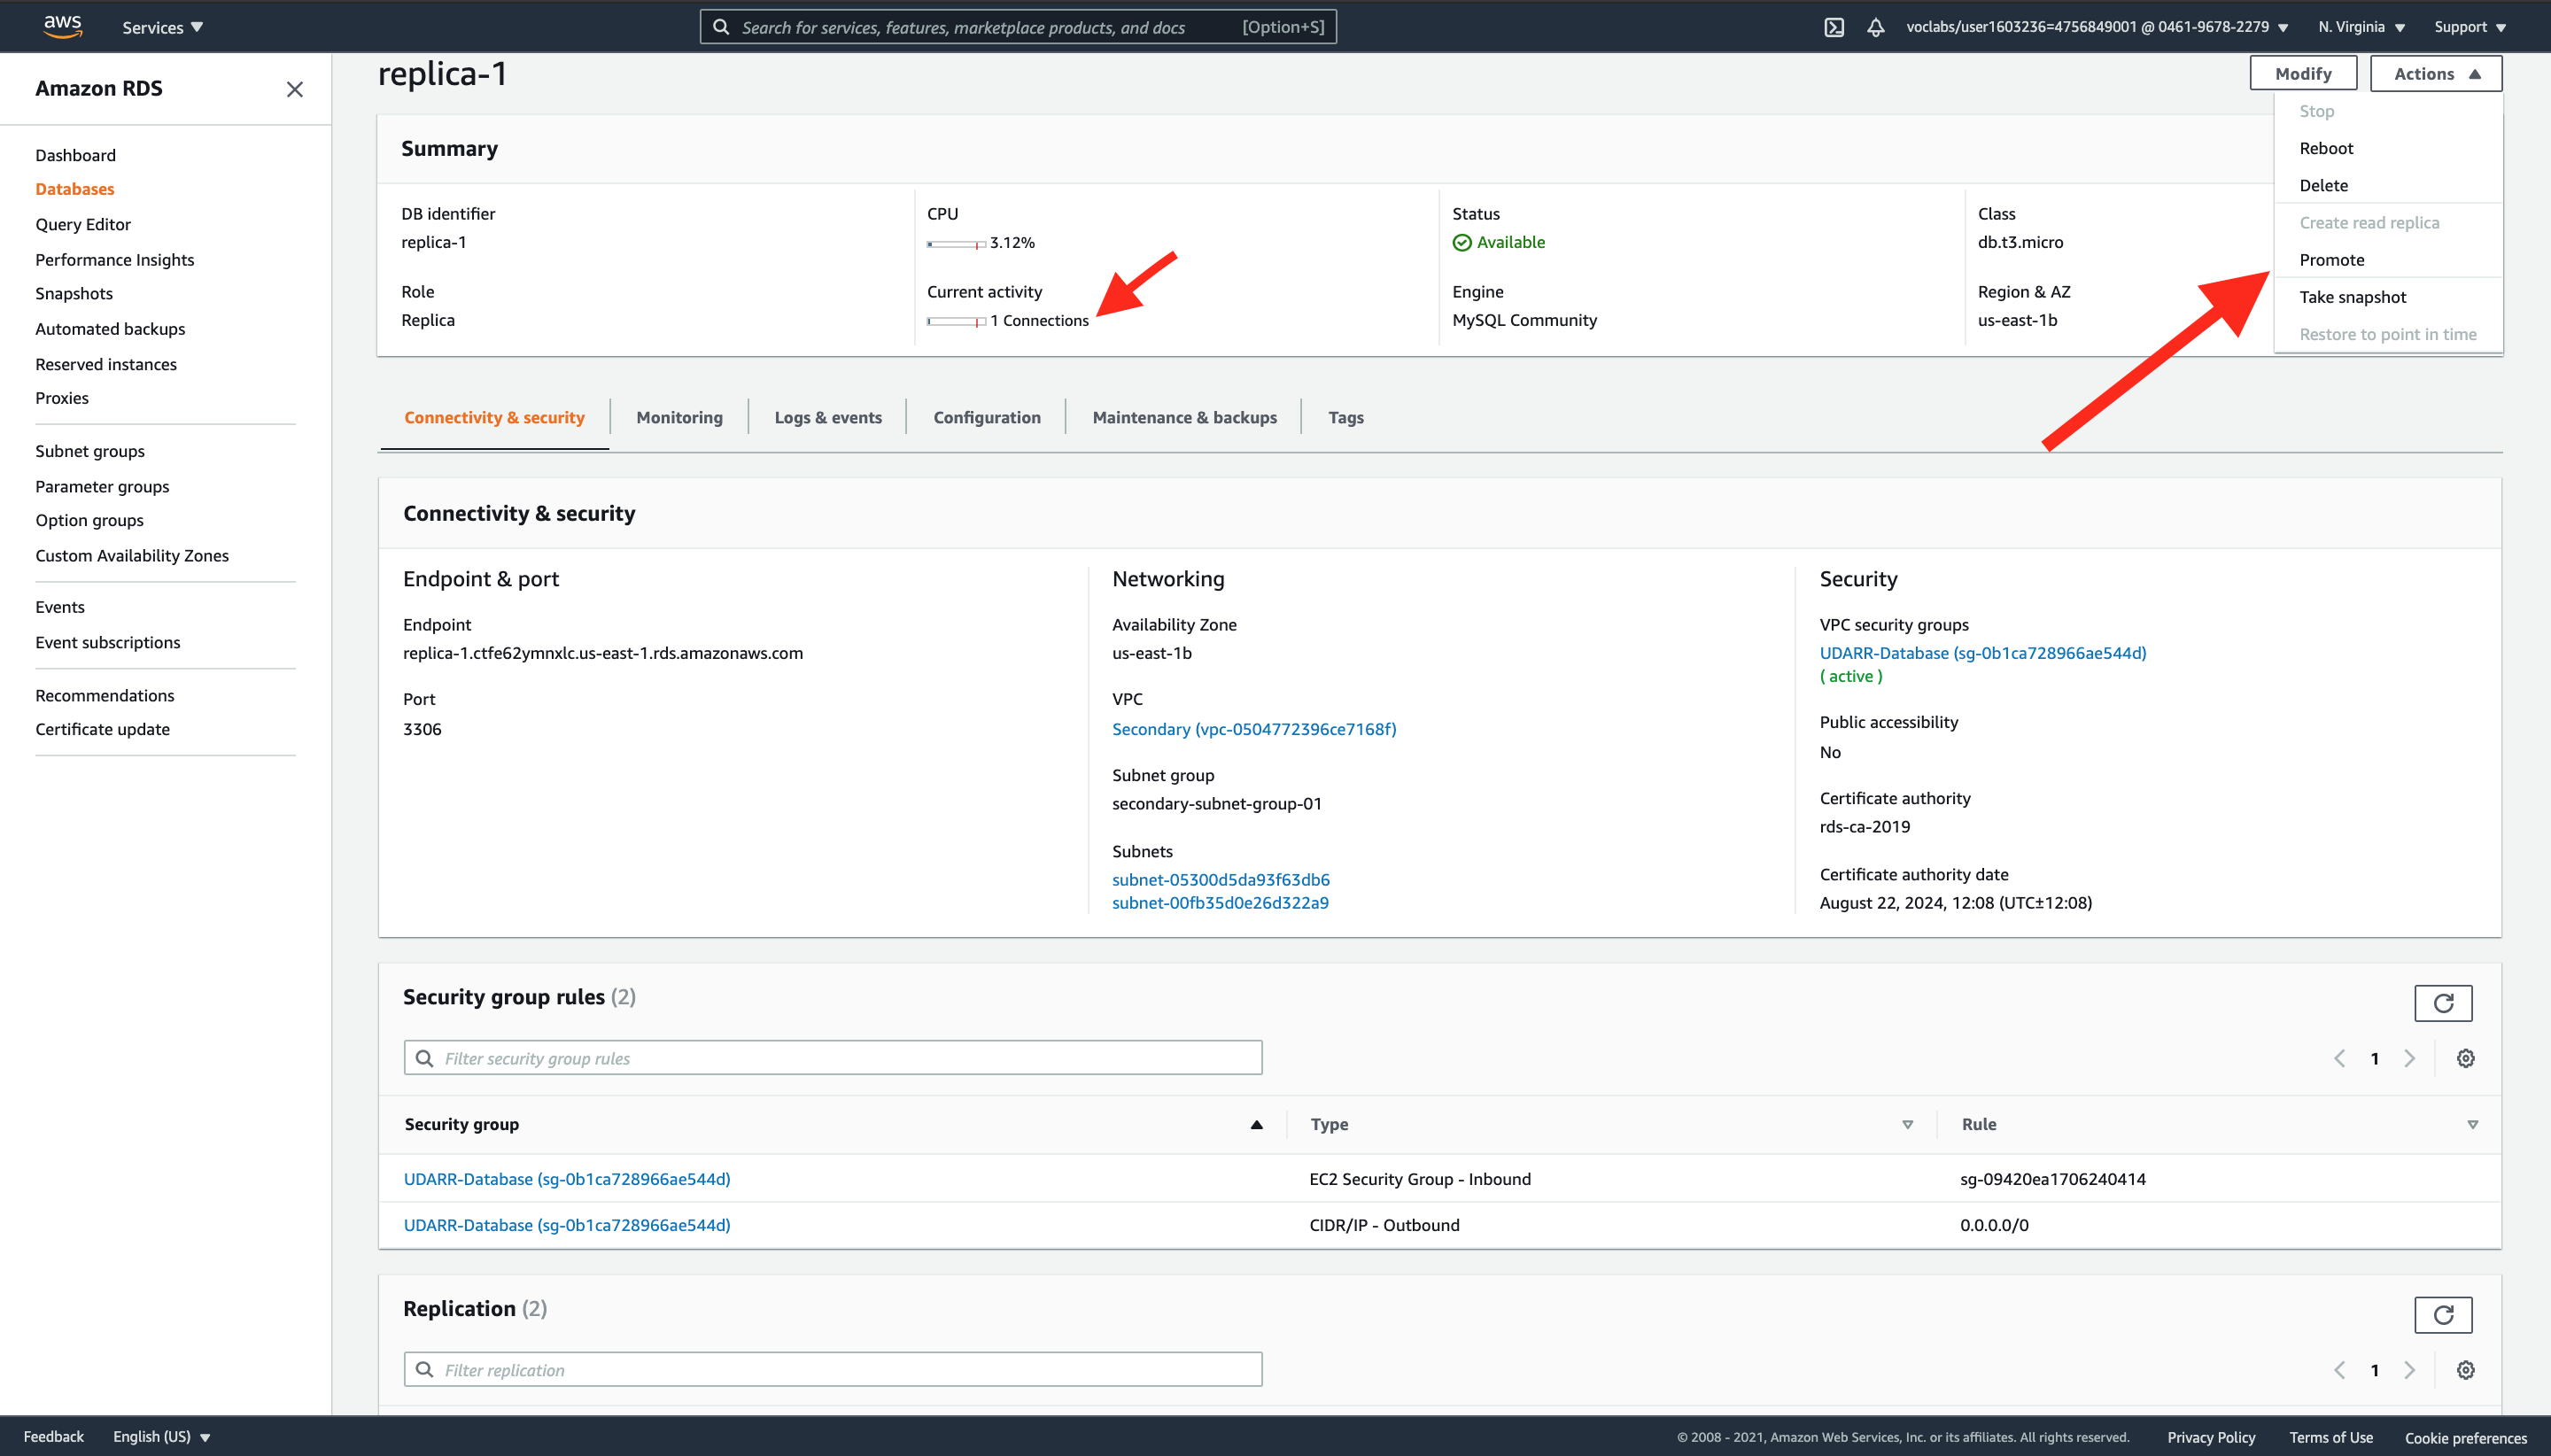 aws
Services
Search for services, features, marketplace products, and docs [Option+S]
voclabs/user1603236=4756849001 @ 0461-9678-2279
N. Virginia
Support
Amazon RDS
Dashboard
Databases
Query Editor
Performance Insights
Snapshots
Automated backups
Reserved instances
Proxies
Subnet groups
Parameter groups
Option groups
Custom Availability Zones
Events
Event subscriptions
Recommendations
Certificate update
replica-1
Modify
Actions
Stop
Reboot
Delete
Create read replica
Promote
Take snapshot
Restore to point in time
Summary
DB identifier
replica-1
CPU
3.12%
Status
Available
Class
db.t3.micro
Role
Replica
Current activity
1 Connections
Engine
MySQL Community
Region & AZ
us-east-1b
Connectivity & security
Monitoring
Logs & events
Configuration
Maintenance & backups
Tags
Connectivity & security
Endpoint & port
Endpoint
replica-1.ctfe62ymnxlc.us-east-1.rds.amazonaws.com
Port
3306
Networking
Availability Zone
us-east-1b
VPC
Secondary (vpc-0504772396ce7168f)
Subnet group
secondary-subnet-group-01
Subnets
subnet-05300d5da93f63db6
subnet-00fb35d0e26d322a9
Security
VPC security groups
UDARR-Database (sg-0b1ca728966ae544d)
( active )
Public accessibility
No
Certificate authority
rds-ca-2019
Certificate authority date
August 22, 2024, 12:08 (UTC±12:08)
Security group rules (2)
Filter security group rules
1
Security group
Type
Rule
UDARR-Database (sg-0b1ca728966ae544d)
EC2 Security Group - Inbound
sg-09420ea1706240414
UDARR-Database (sg-0b1ca728966ae544d)
CIDR/IP - Outbound
0.0.0.0/0
Replication (2)
Filter replication
1
Feedback
English (US)
© 2008 - 2021, Amazon Web Services, Inc. or its affiliates. All rights reserved.
Privacy Policy
Terms of Use
Cookie preferences